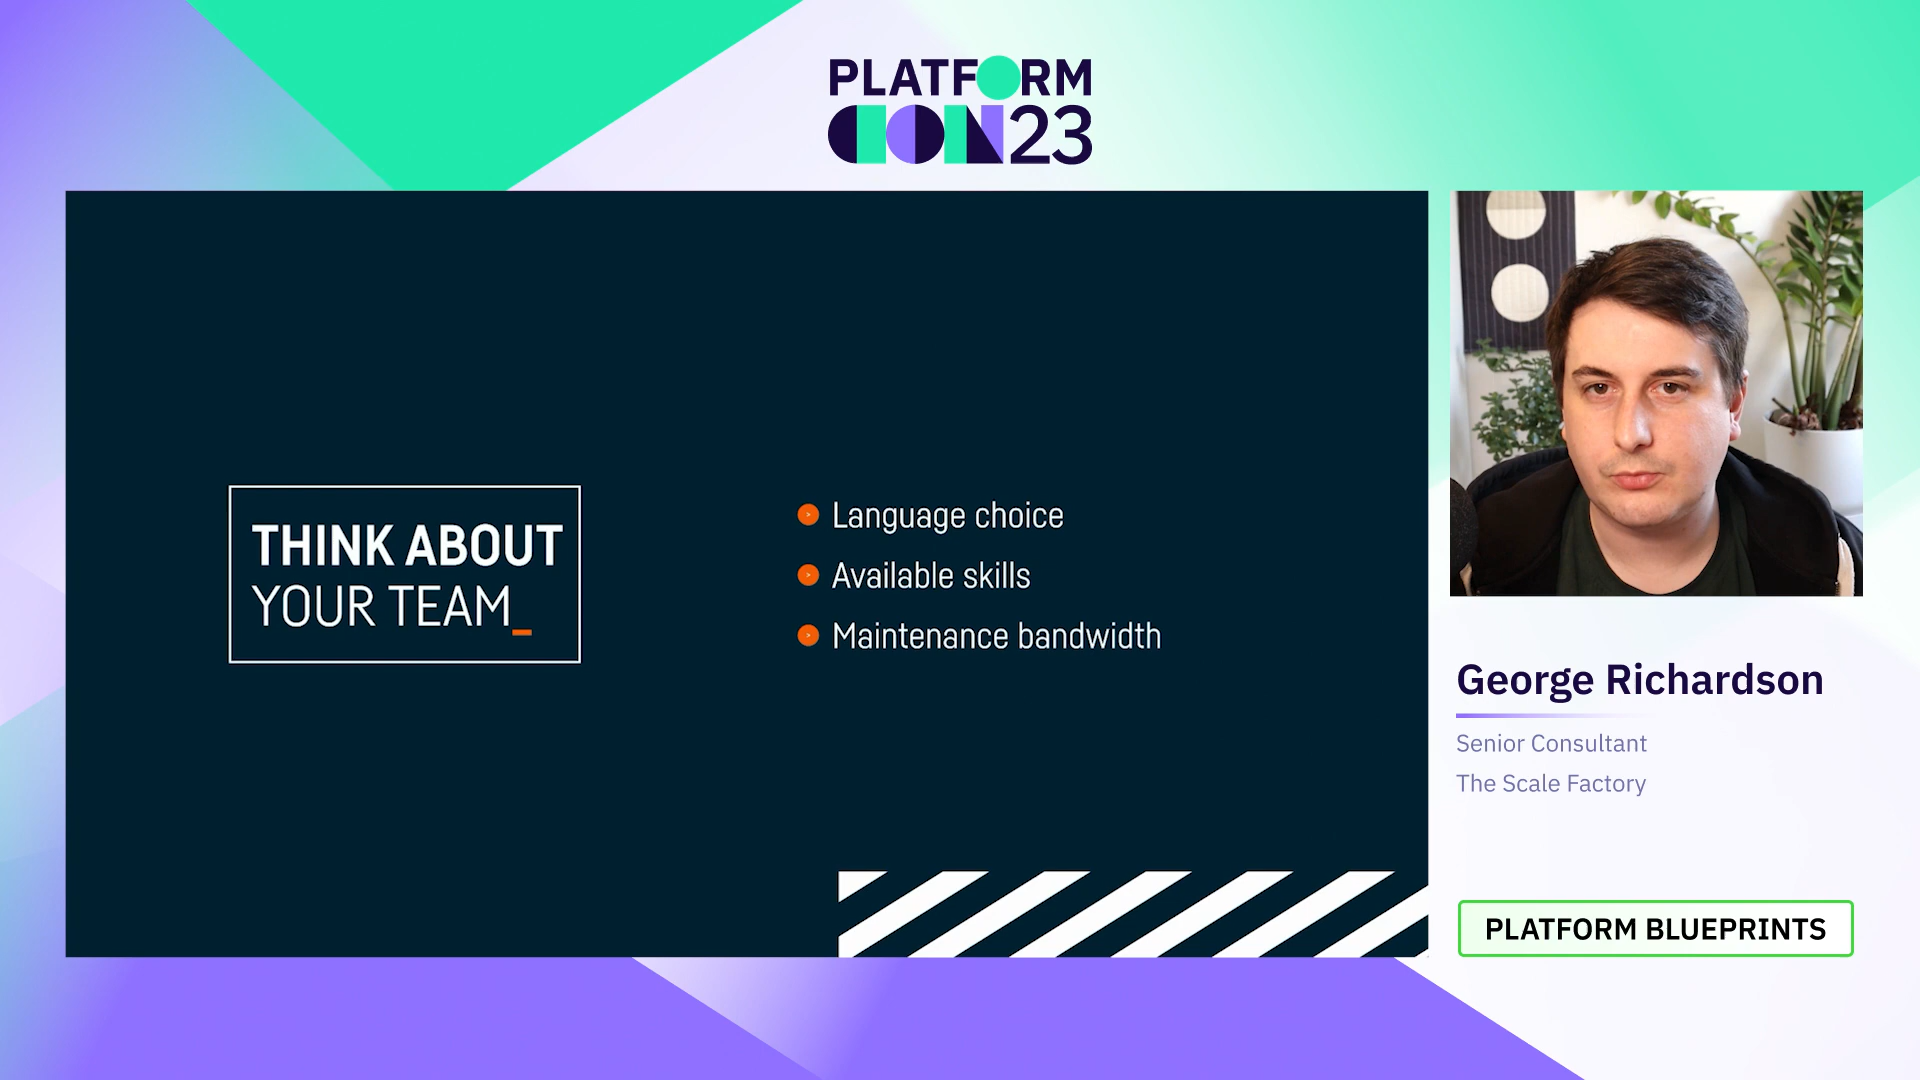 PLATFORM
CON23
THINK ABOUT
YOUR TEAM_
Language choice
Available skills
Maintenance bandwidth
George Richardson
Senior Consultant
The Scale Factory
PLATFORM BLUEPRINTS